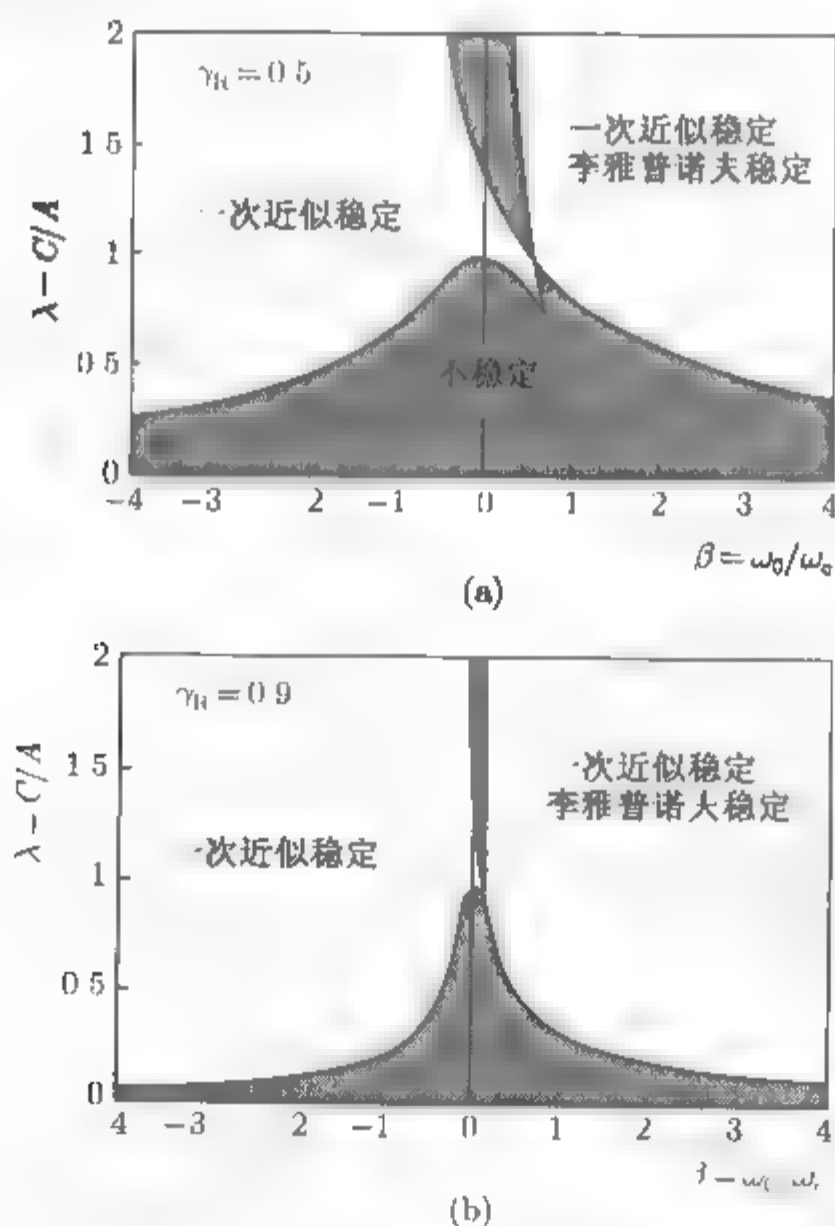 2
γR = 0 5
一次近似稳定
李雅普诺夫稳定
1 5
一次近似稳定
λ – C/A
1
不稳定
0 5
0
–4 –3 2 –1 0 1 2 3 4
β = ω0/ω
(a)
2
γR = 0 9
1 5
一次近似稳定
李雅普诺夫稳定
λ – C/A
一次近似稳定
1
0 5
0
4 –3 2 –1 0 1 2 3 4
(b)